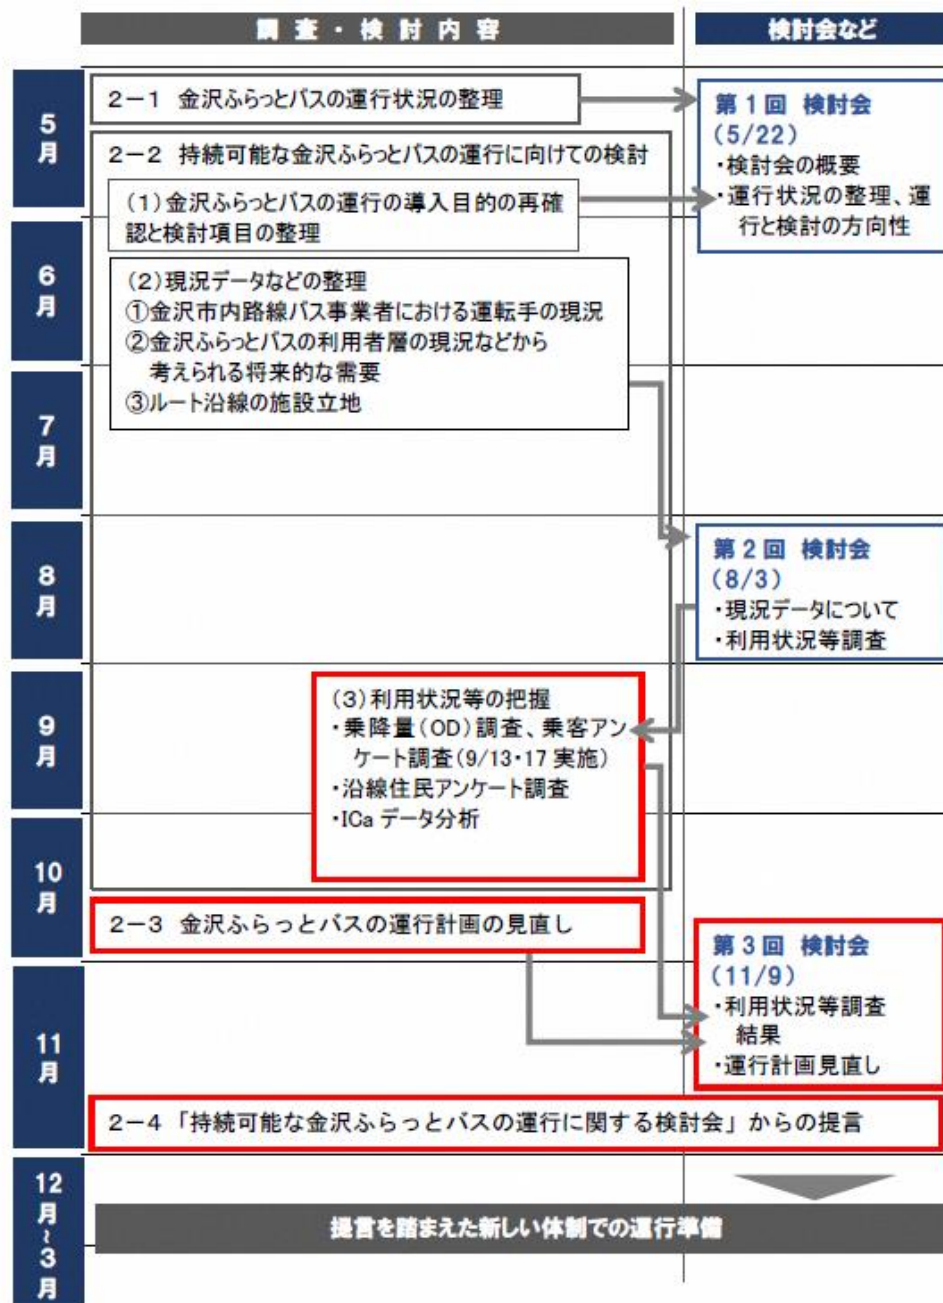 調査・検討内容
検討会など
5月
2－1 金沢ふらっとバスの運行状況の整理
第1回 検討会
(5/22)
・検討会の概要
・運行状況の整理、運
行と検討の方向性
2－2 持続可能な金沢ふらっとバスの運行に向けての検討
(1)金沢ふらっとバスの運行の導入目的の再確
認と検討項目の整理
6月
(2)現況データなどの整理
①金沢市内路線バス事業者における運転手の現況
②金沢ふらっとバスの利用者層の現況などから
考えられる将来的な需要
③ルート沿線の施設立地
7月
8月
第2回 検討会
(8/3)
・現況データについて
・利用状況等調査
9月
(3)利用状況等の把握
・乗降量(OD)調査、乗客アン
ケート調査(9/13・17 実施)
・沿線住民アンケート調査
・ICa データ分析
10月
2－3 金沢ふらっとバスの運行計画の見直し
第3回 検討会
(11/9)
・利用状況等調査
結果
・運行計画見直し
11月
2－4 「持続可能な金沢ふらっとバスの運行に関する検討会」からの提言
12月~3月
提言を踏まえた新しい体制での運行準備